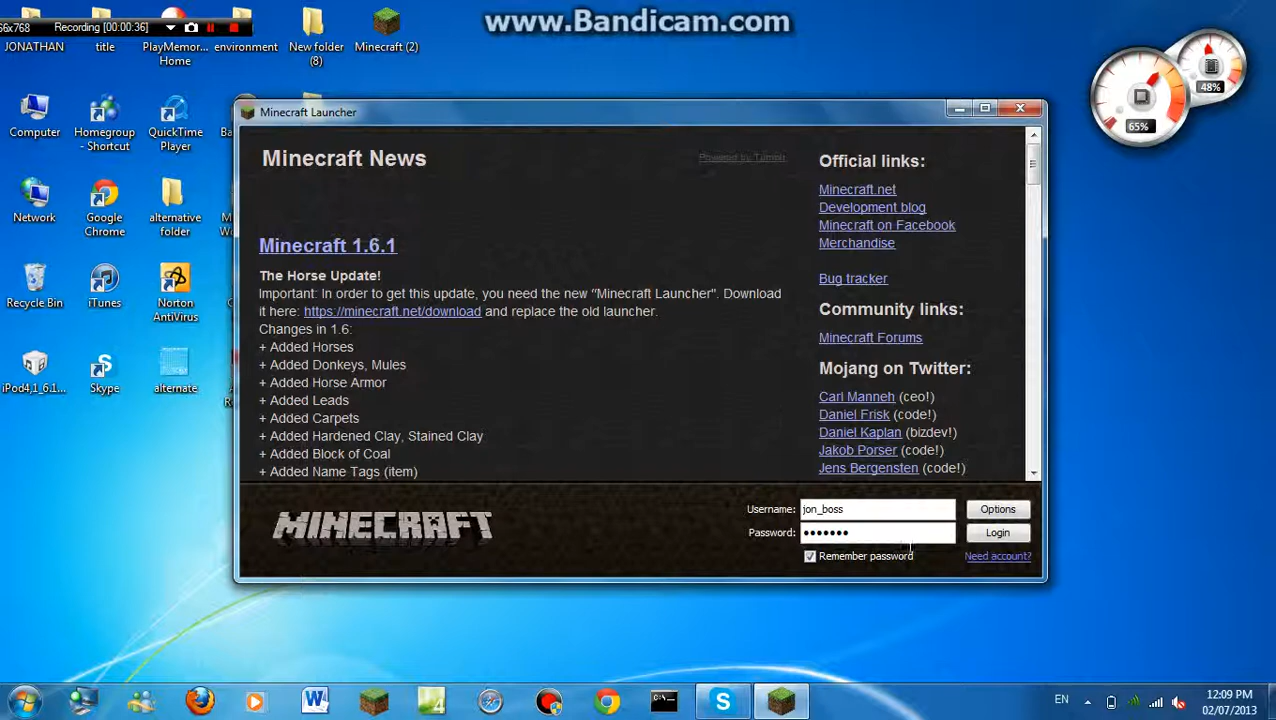 www.Bandicam.com
66x768
Recording [00:00:36]
JONATHAN
title
PlayMemor...
Home
environment
New folder
(8)
Minecraft (2)
48%
65%
Computer
Homegroup
- Shortcut
QuickTime
Player
Network
Google
Chrome
alternative
folder
Recycle Bin
iTunes
Norton
AntiVirus
iPod4,1_6.1...
Skype
alternate
Minecraft Launcher
Minecraft News
Powered by Tumblr
Minecraft 1.6.1
The Horse Update!
Important: In order to get this update, you need the new "Minecraft Launcher". Download
it here: https://minecraft.net/download and replace the old launcher.
Changes in 1.6:
+ Added Horses
+ Added Donkeys, Mules
+ Added Horse Armor
+ Added Leads
+ Added Carpets
+ Added Hardened Clay, Stained Clay
+ Added Block of Coal
+ Added Name Tags (item)
Official links:
Minecraft.net
Development blog
Minecraft on Facebook
Merchandise
Bug tracker
Community links:
Minecraft Forums
Mojang on Twitter:
Carl Manneh (ceo!)
Daniel Frisk (code!)
Daniel Kaplan (bizdev!)
Jakob Porser (code!)
Jens Bergensten (code!)
MINECRAFT
Username: jon_boss
Options
Password: •••••••
Login
Remember password
Need account?
EN
12:09 PM
02/07/2013